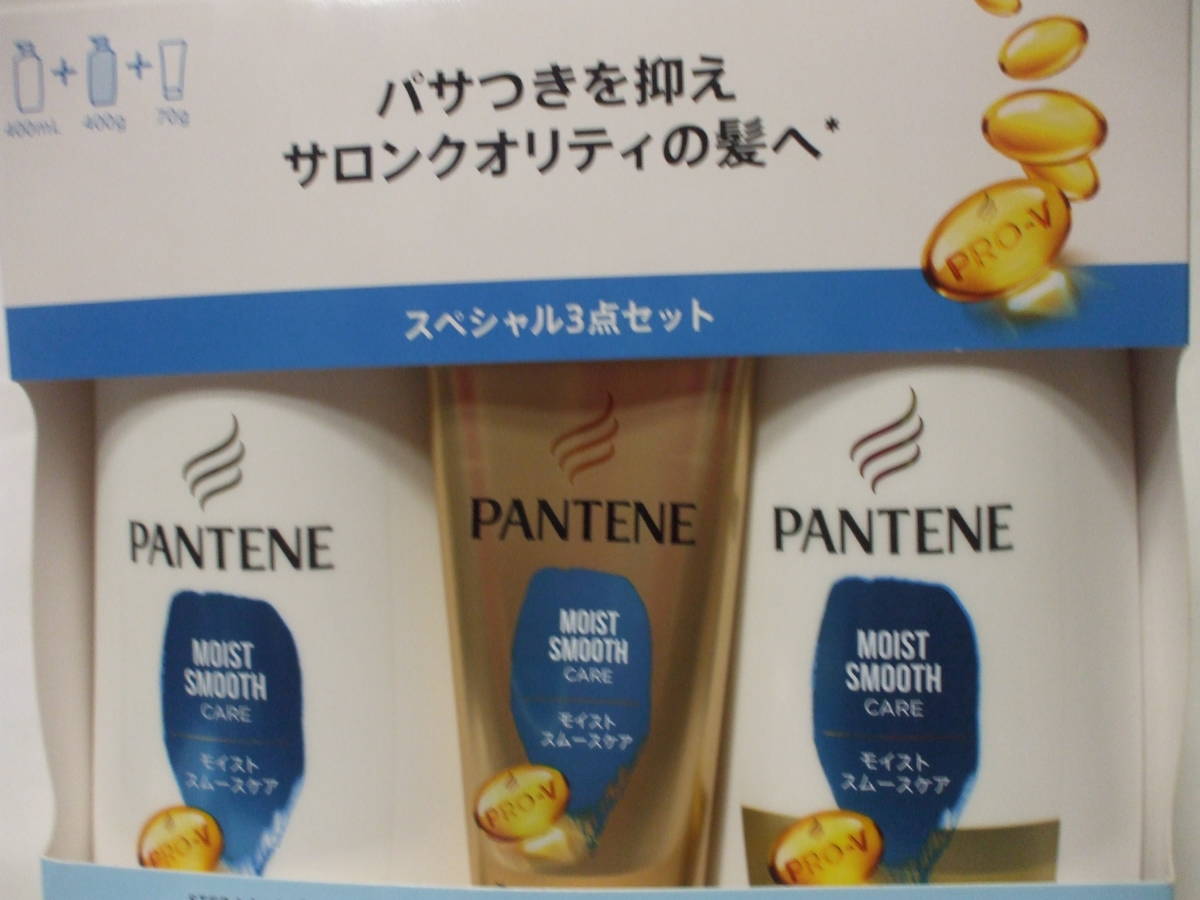 パサつきを抑え
サロンクオリティの髪へ*
400mL + 400g + 70g
PRO-V
スペシャル3点セット
PANTENE
MOIST
SMOOTH
CARE
モイスト
スムースケア
PRO-V
PANTENE
MOIST
SMOOTH
CARE
モイスト
スムースケア
PRO-V
PANTENE
MOIST
SMOOTH
CARE
モイスト
スムースケア
PRO-V